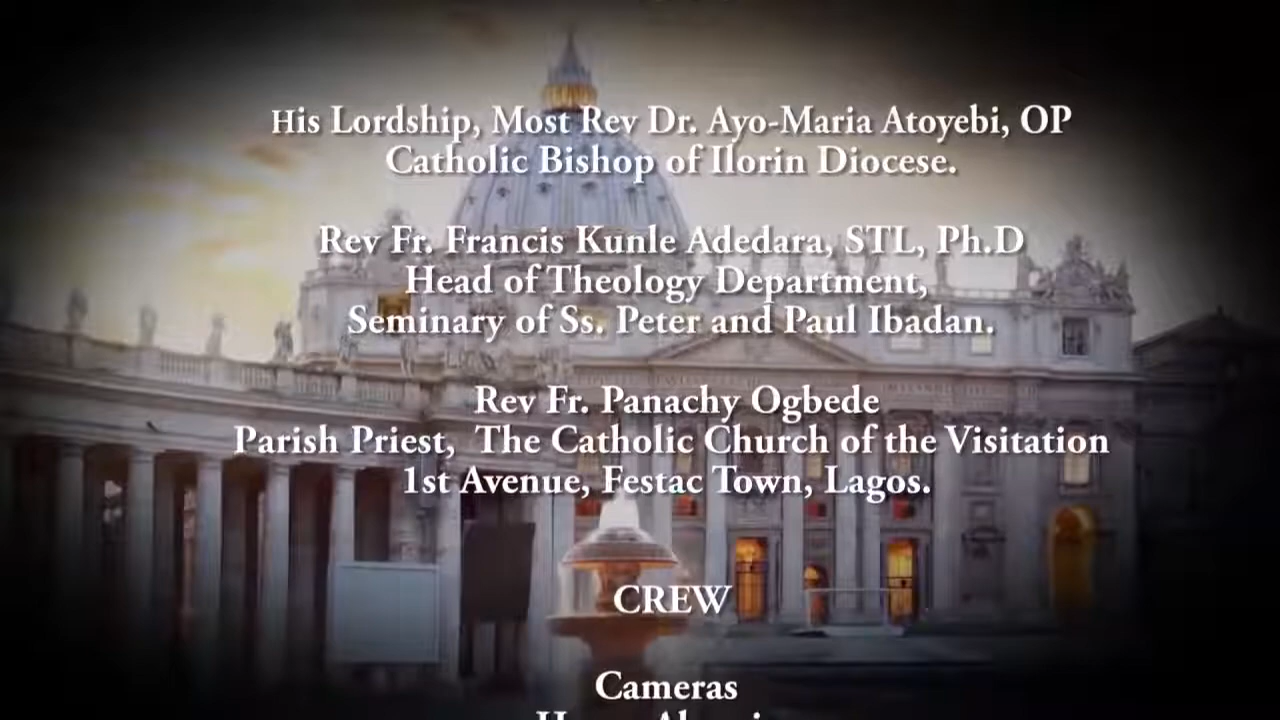 His Lordship, Most Rev Dr. Ayo-Maria Atoyebi, OP
Catholic Bishop of Ilorin Diocese.
Rev Fr. Francis Kunle Adedara, STL, Ph.D
Head of Theology Department,
Seminary of Ss. Peter and Paul Ibadan.
Rev Fr. Panachy Ogbede
Parish Priest, The Catholic Church of the Visitation
1st Avenue, Festac Town, Lagos.
CREW
Cameras